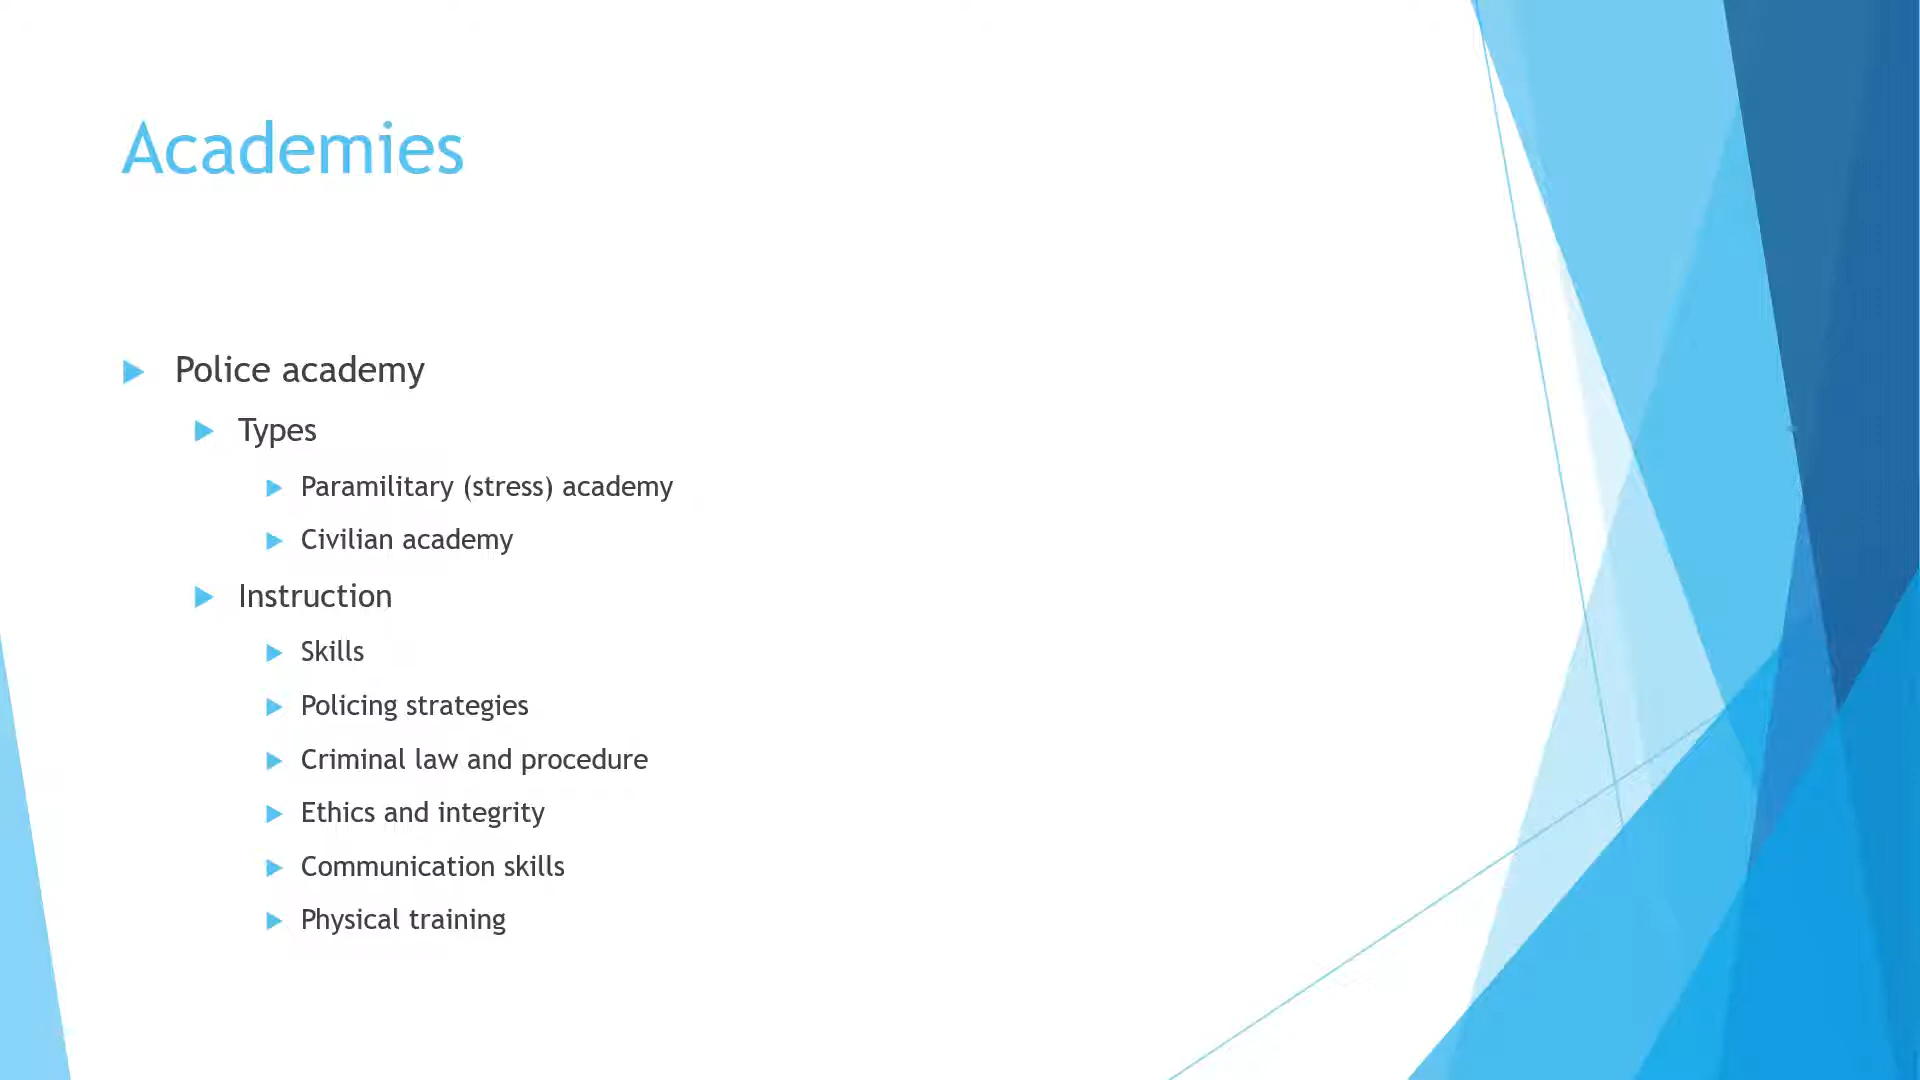 Academies
Police academy
Types
Paramilitary (stress) academy
Civilian academy
Instruction
Skills
Policing strategies
Criminal law and procedure
Ethics and integrity
Communication skills
Physical training